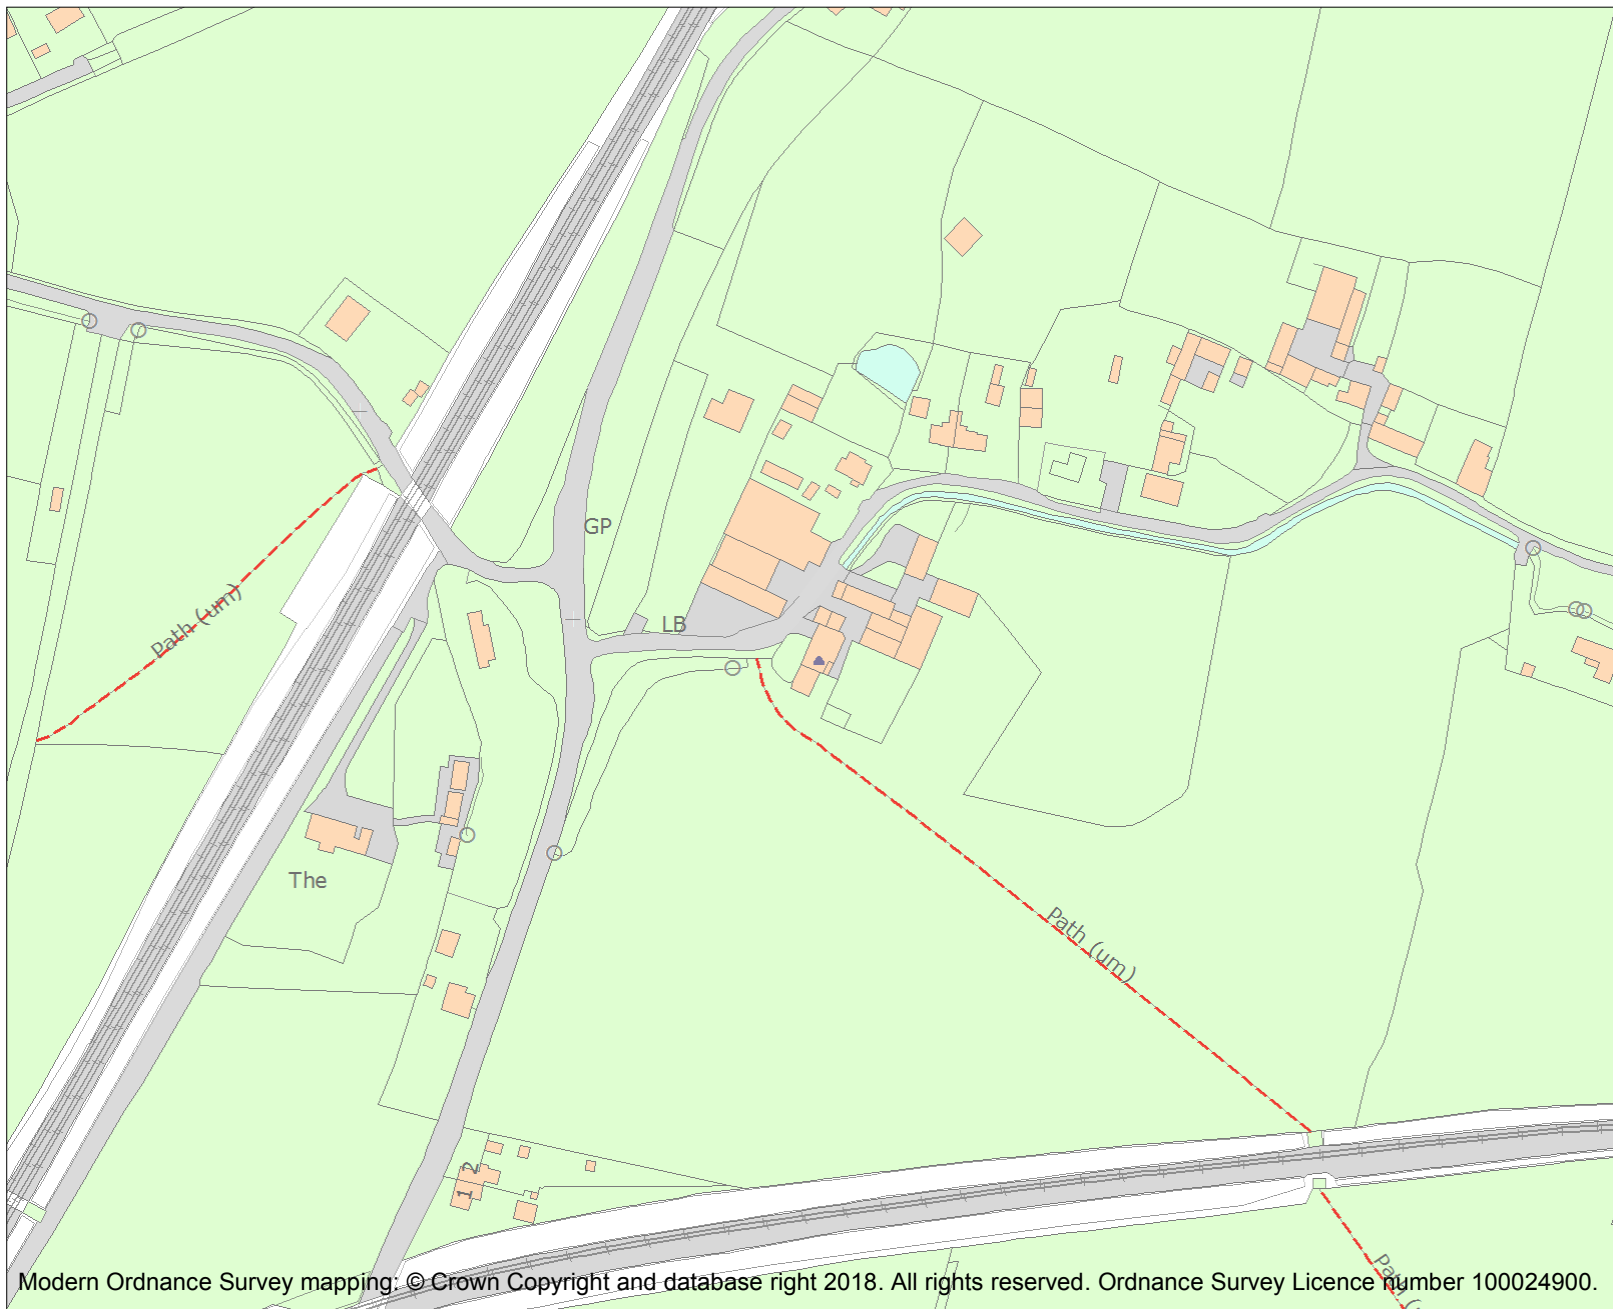 GP
Path (um)
LB
The
Path (um)
1 2
Path (
Modern Ordnance Survey mapping: © Crown Copyright and database right 2018. All rights reserved. Ordnance Survey Licence number 100024900.